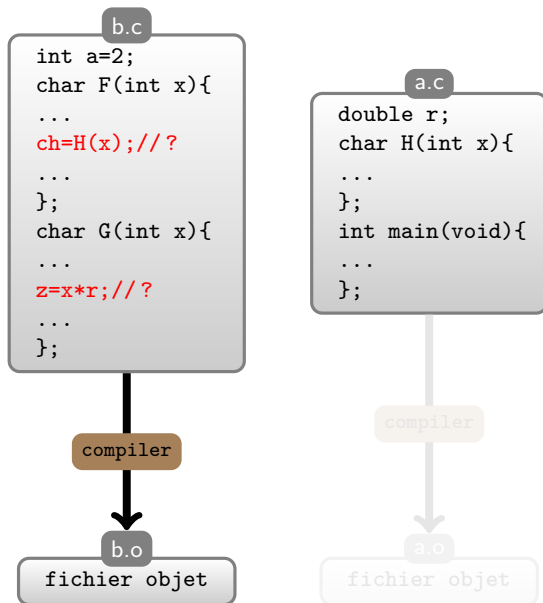 b.c
int a=2;
char F(int x){
...
ch=H(x);//?
...
};
char G(int x){
...
z=x*r;//?
...
};
compiler
b.o
fichier objet
a.c
double r;
char H(int x){
...
};
int main(void){
...
};
compiler
a.o
fichier objet